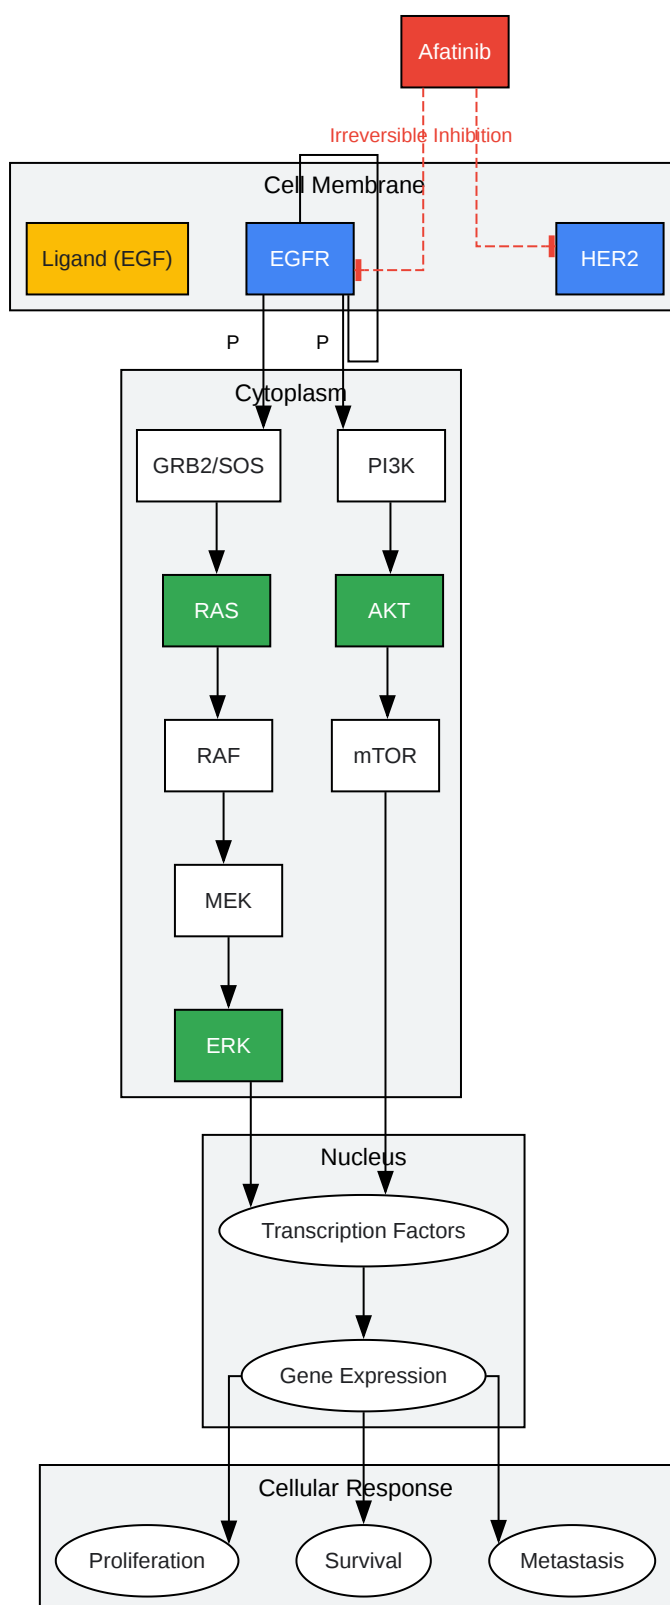 Afatinib
Irreversible Inhibition
Cell Membrane
Ligand (EGF)
EGFR
HER2
P
P
Cytoplasm
GRB2/SOS
PI3K
RAS
AKT
RAF
mTOR
MEK
ERK
Nucleus
Transcription Factors
Gene Expression
Cellular Response
Proliferation
Survival
Metastasis